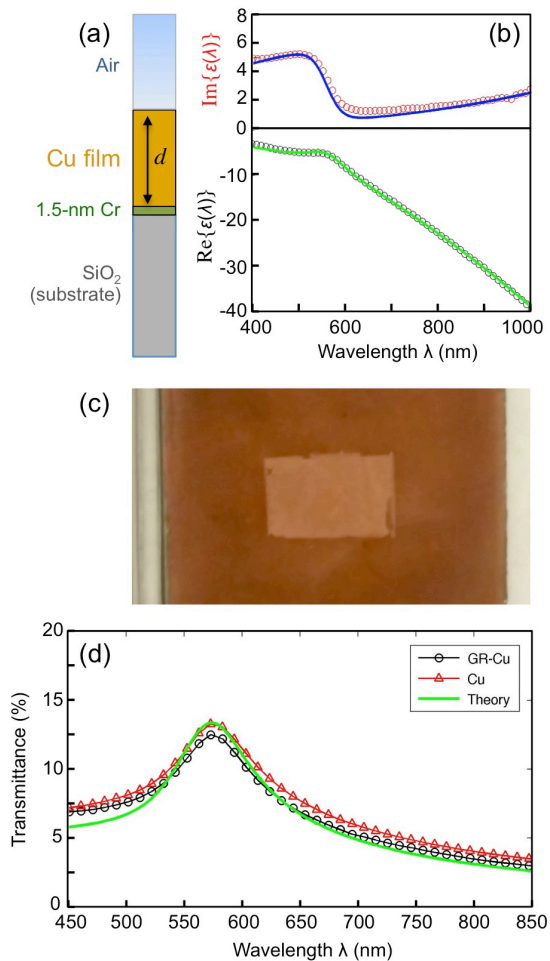 (a)
Air
Cu film
d
1.5-nm Cr
SiO₂
(substrate)
(b)
Im{ε(λ)}
8
6
4
2
0
Re{ε(λ)}
-10
-20
-30
-40
400 600 800 1000
Wavelength λ (nm)
(c)
(d)
Transmittance (%)
20
15
10
5
0
GR-Cu
Cu
Theory
450 500 550 600 650 700 750 800 850
Wavelength λ (nm)